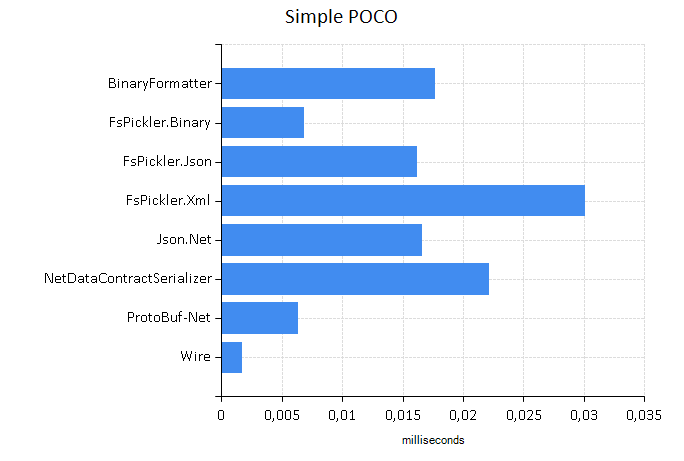 Simple POCO
BinaryFormatter
FsPickler.Binary
FsPickler.Json
FsPickler.Xml
Json.Net
NetDataContractSerializer
ProtoBuf-Net
Wire
0 0,005 0,01 0,015 0,02 0,025 0,03 0,035
milliseconds